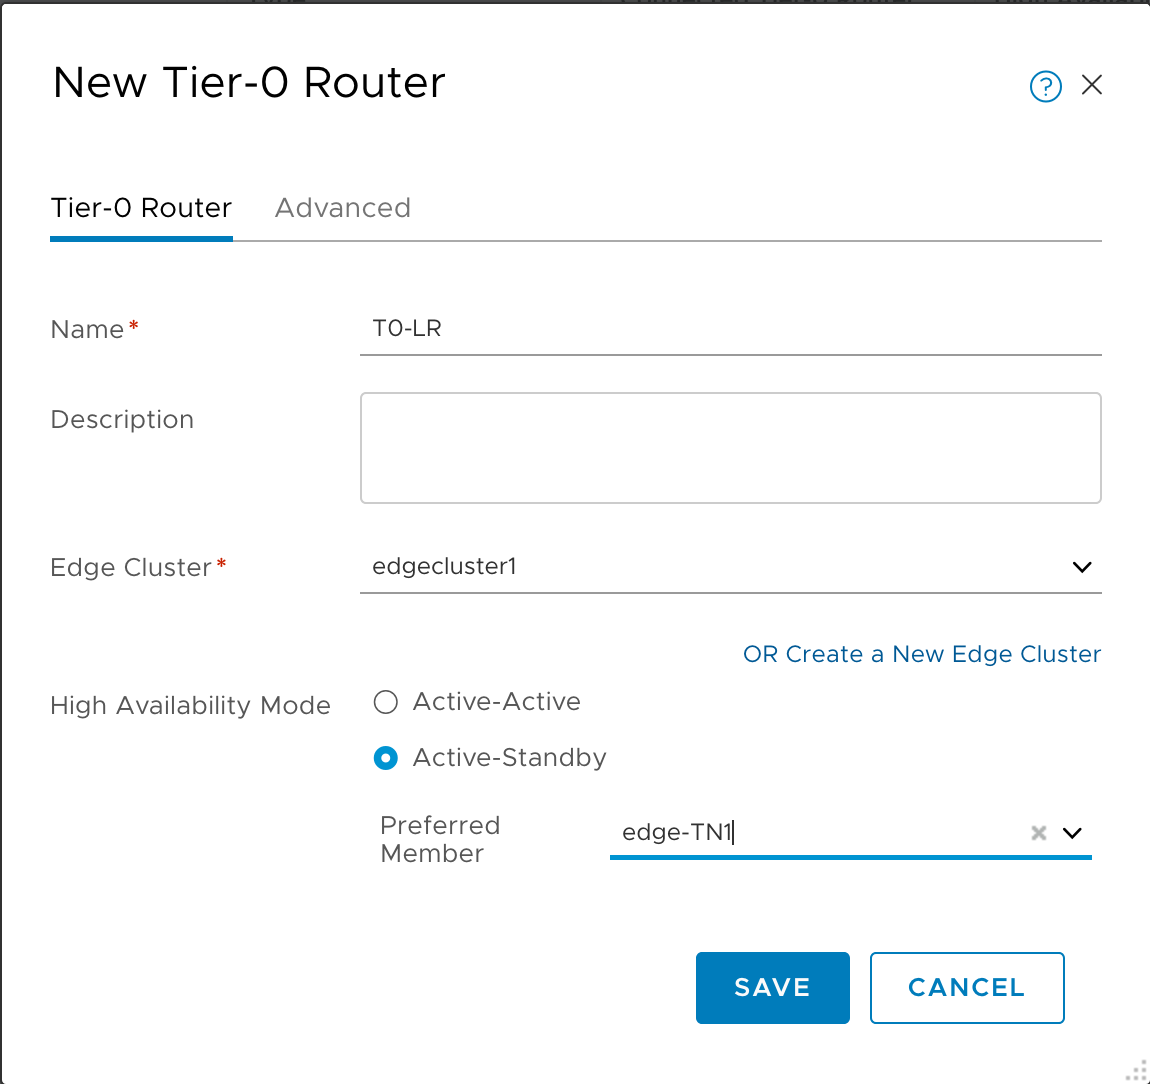 New Tier-0 Router
?
Tier-0 Router Advanced
Name* T0-LR
Description
Edge Cluster* edgecluster1
OR Create a New Edge Cluster
High Availability Mode Active-Active
Active-Standby
Preferred
Member edge-TN1
SAVE CANCEL